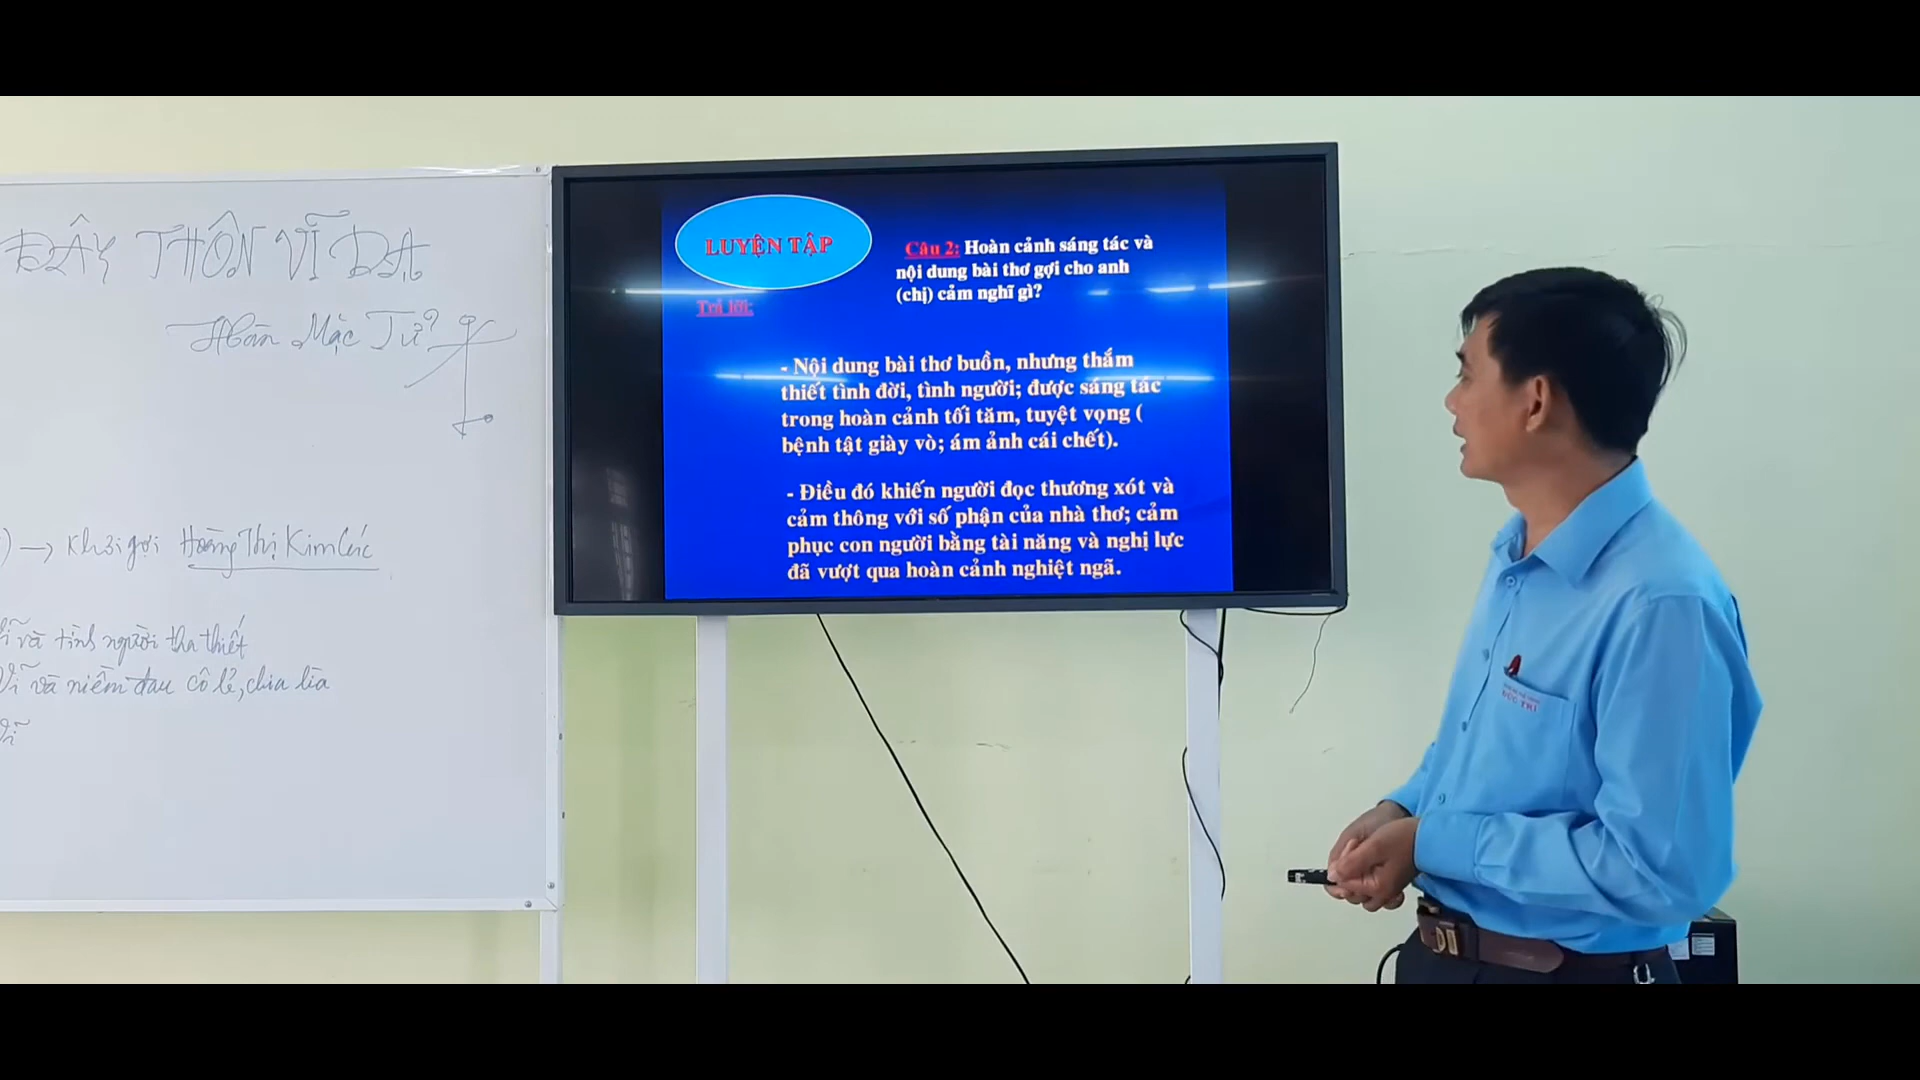 ĐÂY THÔN VĨ DẠ
Hàn Mặc Tử
→ Khơi gợi Hoàng Thị Kim Cúc
và tình người tha thiết
Vĩ và niềm đau cô lẻ, chia lìa
Vĩ
LUYỆN TẬP
Câu 2: Hoàn cảnh sáng tác và
nội dung bài thơ gợi cho anh
(chị) cảm nghĩ gì?
Trả lời:
- Nội dung bài thơ buồn, nhưng thắm
thiết tình đời, tình người; được sáng tác
trong hoàn cảnh tối tăm, tuyệt vọng (
bệnh tật giày vò; ám ảnh cái chết).
- Điều đó khiến người đọc thương xót và
cảm thông với số phận của nhà thơ; cảm
phục con người bằng tài năng và nghị lực
đã vượt qua hoàn cảnh nghiệt ngã.
ĐỨC TRÍ